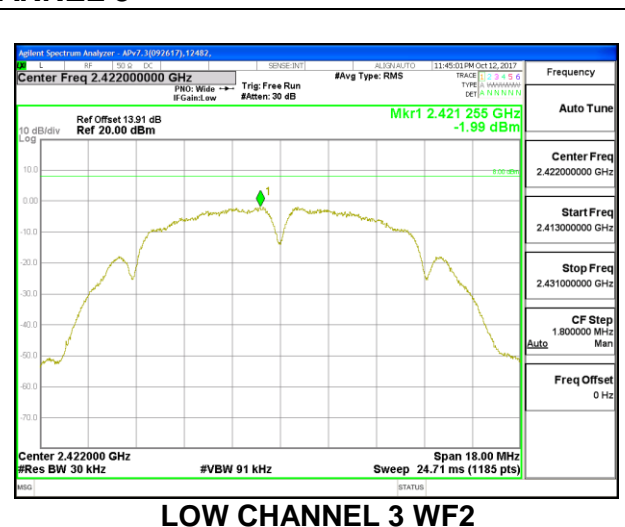 Agilent Spectrum Analyzer - APv7.3(092617),12482,
L RF 50 Ω DC SENSE:INT ALIGN AUTO 11:45:01 PM Oct 12, 2017
Center Freq 2.422000000 GHz #Avg Type: RMS TRACE 1 2 3 4 5 6 Frequency
PNO: Wide Trig: Free Run TYPE A WWWWW
IFGain:Low #Atten: 30 dB DET A N N N N N
Auto Tune
Mkr1 2.421 255 GHz
Ref Offset 13.91 dB
10 dB/div Ref 20.00 dBm -1.99 dBm
Log
10.0
8.00 dBm
0.00
1
-10.0
-20.0
-30.0
-40.0
-50.0
-60.0
-70.0
Center Freq
2.422000000 GHz
Start Freq
2.413000000 GHz
Stop Freq
2.431000000 GHz
CF Step
1.800000 MHz
Auto Man
Freq Offset
0 Hz
Center 2.422000 GHz Span 18.00 MHz
#Res BW 30 kHz #VBW 91 kHz Sweep 24.71 ms (1185 pts)
MSG STATUS
LOW CHANNEL 3 WF2